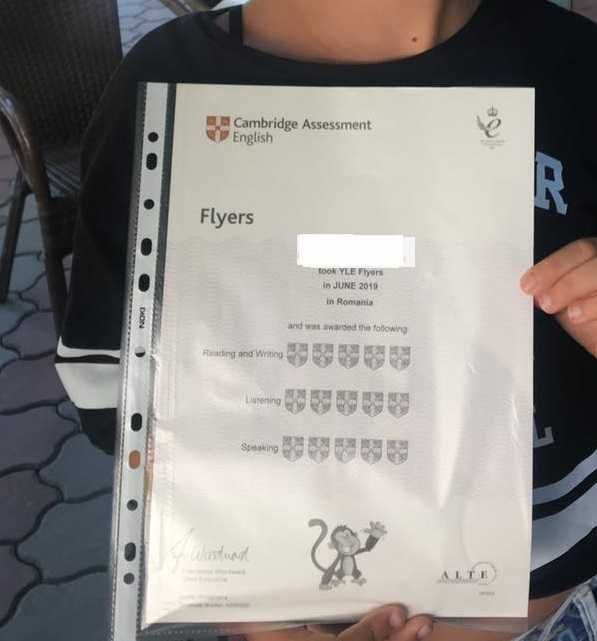 Cambridge Assessment
English
Flyers
took YLE Flyers
in JUNE 2019
in Romania
and was awarded the following:
Reading and Writing
Listening
Speaking
ALTE
R